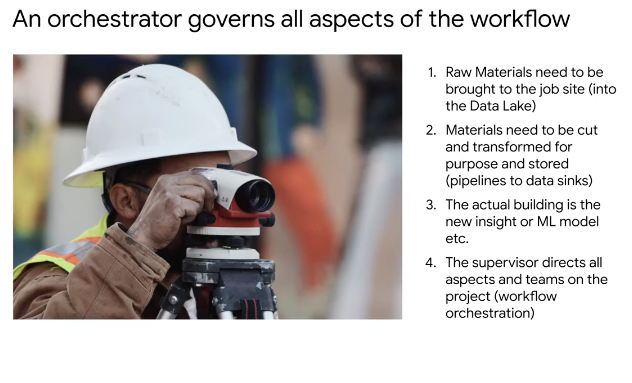 An orchestrator governs all aspects of the workflow
1. Raw Materials need to be
brought to the job site (into
the Data Lake)
2. Materials need to be cut
and transformed for
purpose and stored
(pipelines to data sinks)
3. The actual building is the
new insight or ML model
etc.
4. The supervisor directs all
aspects and teams on the
project (workflow
orchestration)